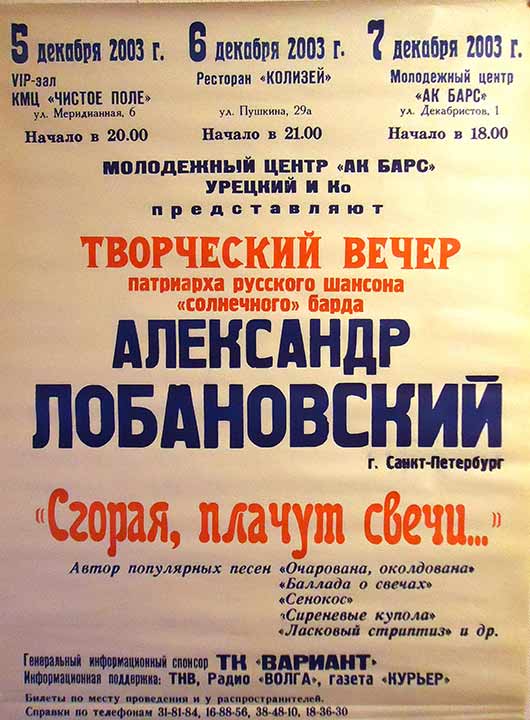 5 декабря 2003 г.
VIP-зал
КМЦ «ЧИСТОЕ ПОЛЕ»
ул. Меридианная, 6
Начало в 20.00
6 декабря 2003 г.
Ресторан «КОЛИЗЕЙ»
ул. Пушкина, 29а
Начало в 21.00
7 декабря 2003 г.
Молодежный центр
"АК БАРС»
ул. Декабристов, 1
Начало в 18.00
МОЛОДЕЖНЫЙ ЦЕНТР «АК БАРС»
УРЕЦКИЙ И Ко
представляют
ТВОРЧЕСКИЙ ВЕЧЕР
патриарха русского шансона
«солнечного» барда
АЛЕКСАНДР
ЛОБАНОВСКИЙ
г. Санкт-Петербург
«Сгорая, плачут свечи...»
Автор популярных песен «Очарована, околдована»
«Баллада о свечах»
«Сенокос»
«Сиреневые купола»
«Ласковый стриптиз» и др.
Генеральный информационный спонсор ТК «ВАРИАНТ»
Информационная поддержка: ТНВ, Радио «ВОЛГА», газета «КУРЬЕР»
Билеты по месту проведения и у распространителей.
Справки по телефонам 31-81-84, 16-88-56, 38-48-10, 18-36-30